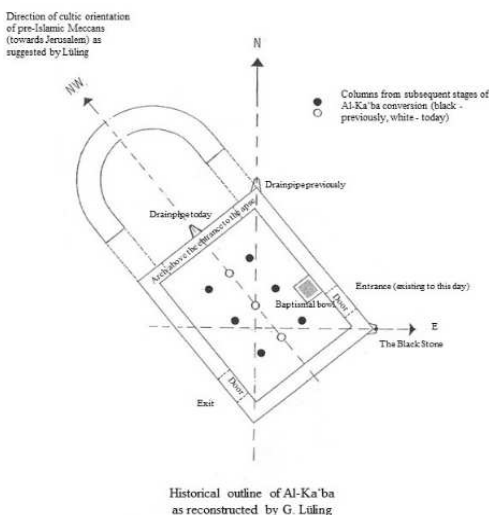 Direction of cultic orientation
of pre-Islamic Meccans
(towards Jerusalem) as
suggested by Lüling
NW
N
Columns from subsequent stages of
Al-Ka‘ba conversion (black -
previously, white - today)
Drainpipe previously
Drainpipe today
Arch above the entrance to the apse
Entrance (existing to this day)
Door
Baptismal bowl
E
The Black Stone
Door
Exit
Historical outline of Al-Ka‘ba
as reconstructed by G. Lüling